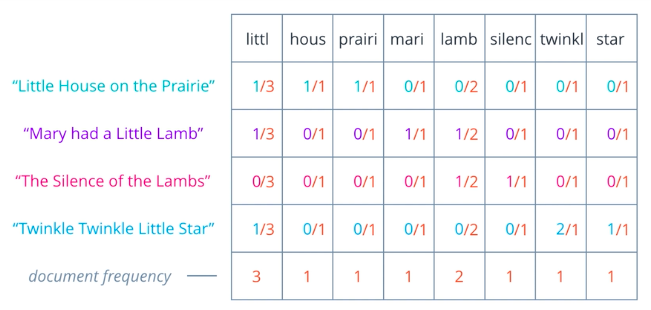 littl hous prairi mari lamb silenc twinkl star
“Little House on the Prairie” 1/3 1/1 1/1 0/1 0/2 0/1 0/1 0/1
“Mary had a Little Lamb” 1/3 0/1 0/1 1/1 1/2 0/1 0/1 0/1
“The Silence of the Lambs” 0/3 0/1 0/1 0/1 1/2 1/1 0/1 0/1
“Twinkle Twinkle Little Star” 1/3 0/1 0/1 0/1 0/2 0/1 2/1 1/1
document frequency 3 1 1 1 2 1 1 1